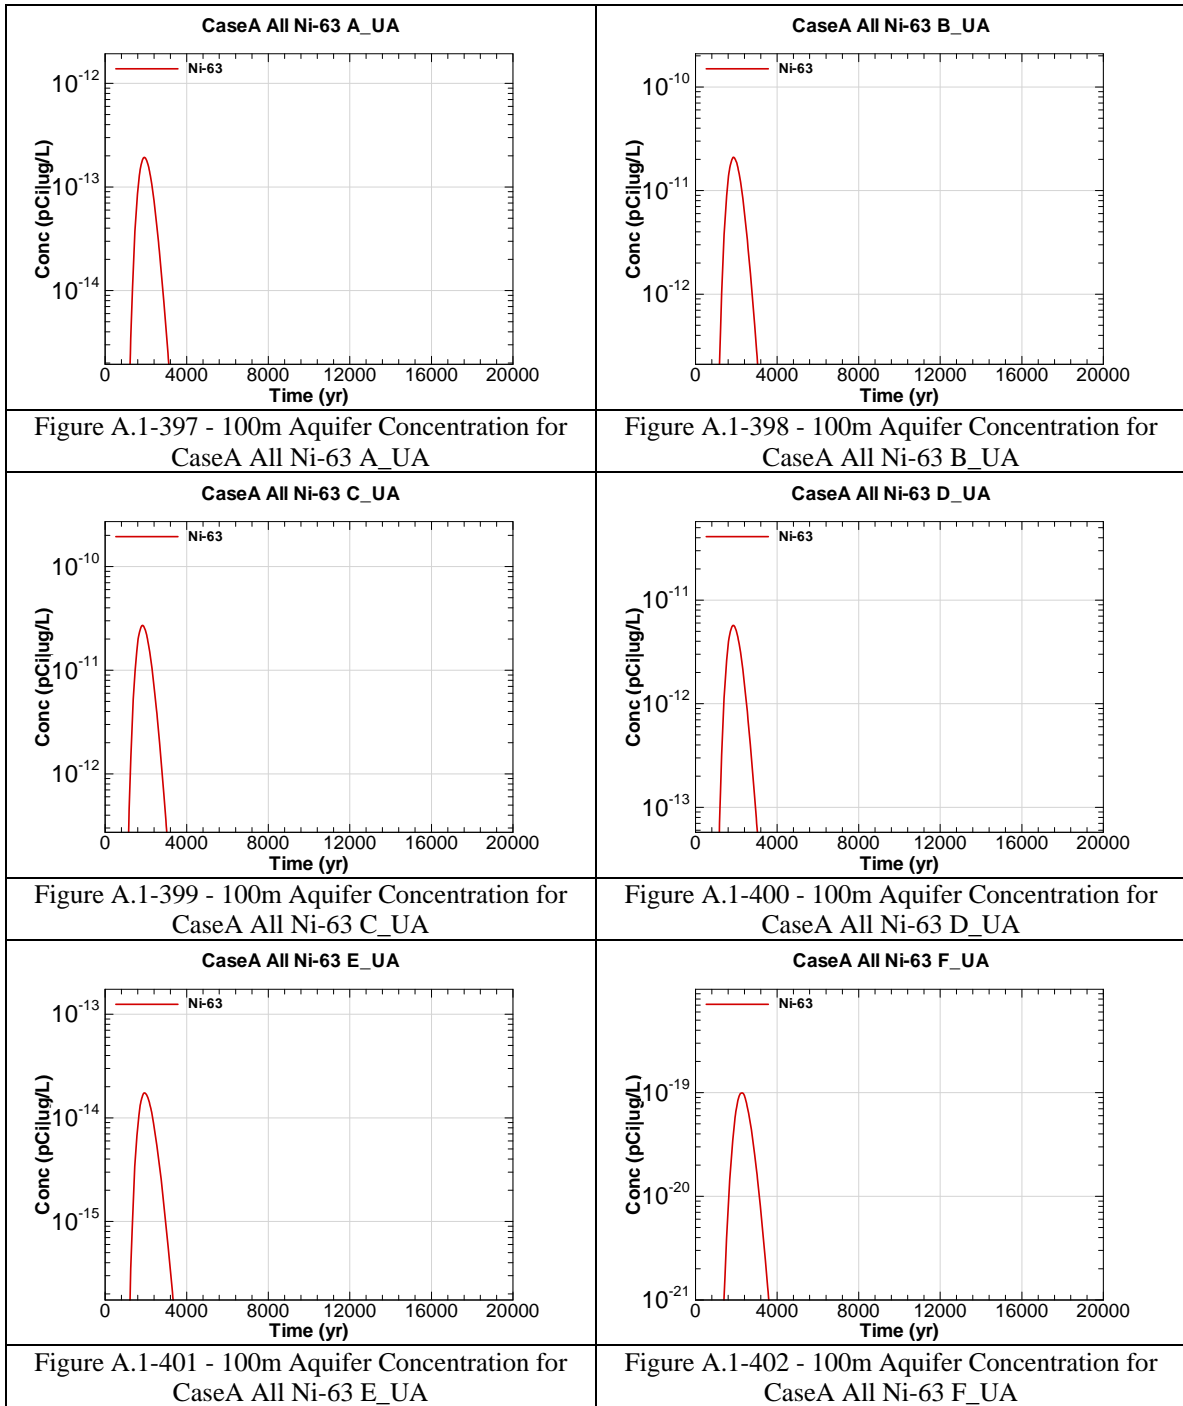 CaseA All Ni-63 A_UA
Ni-63
10-12
10-13
10-14
Conc (pCi|ug/L)
0 4000 8000 12000 16000 20000
Time (yr)
Figure A.1-397 - 100m Aquifer Concentration for
CaseA All Ni-63 A_UA
CaseA All Ni-63 B_UA
Ni-63
10-10
10-11
10-12
Conc (pCi|ug/L)
0 4000 8000 12000 16000 20000
Time (yr)
Figure A.1-398 - 100m Aquifer Concentration for
CaseA All Ni-63 B_UA
CaseA All Ni-63 C_UA
Ni-63
10-10
10-11
10-12
Conc (pCi|ug/L)
0 4000 8000 12000 16000 20000
Time (yr)
Figure A.1-399 - 100m Aquifer Concentration for
CaseA All Ni-63 C_UA
CaseA All Ni-63 D_UA
Ni-63
10-11
10-12
10-13
Conc (pCi|ug/L)
0 4000 8000 12000 16000 20000
Time (yr)
Figure A.1-400 - 100m Aquifer Concentration for
CaseA All Ni-63 D_UA
CaseA All Ni-63 E_UA
Ni-63
10-13
10-14
10-15
Conc (pCi|ug/L)
0 4000 8000 12000 16000 20000
Time (yr)
Figure A.1-401 - 100m Aquifer Concentration for
CaseA All Ni-63 E_UA
CaseA All Ni-63 F_UA
Ni-63
10-19
10-20
10-21
Conc (pCi|ug/L)
0 4000 8000 12000 16000 20000
Time (yr)
Figure A.1-402 - 100m Aquifer Concentration for
CaseA All Ni-63 F_UA